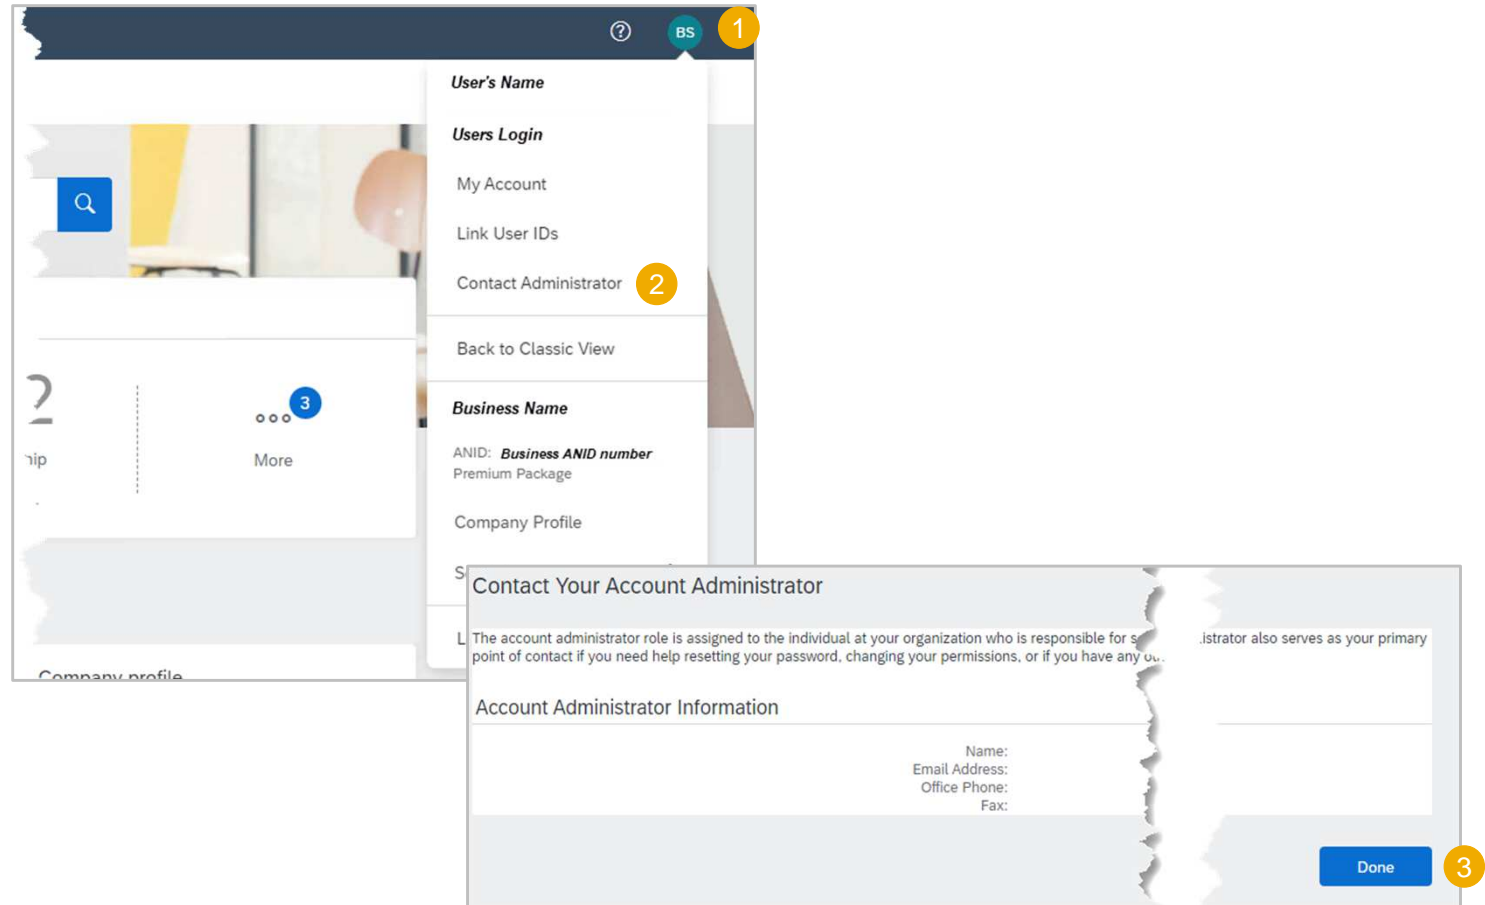 BS
1
User's Name
Users Login
My Account
Link User IDs
Contact Administrator
2
Back to Classic View
2
3
More
Business Name
ANID: Business ANID number
Premium Package
Company Profile
Company profile
Contact Your Account Administrator
The account administrator role is assigned to the individual at your organization who is responsible for
istrator also serves as your primary
point of contact if you need help resetting your password, changing your permissions, or if you have any
Account Administrator Information
Name:
Email Address:
Office Phone:
Fax:
Done
3